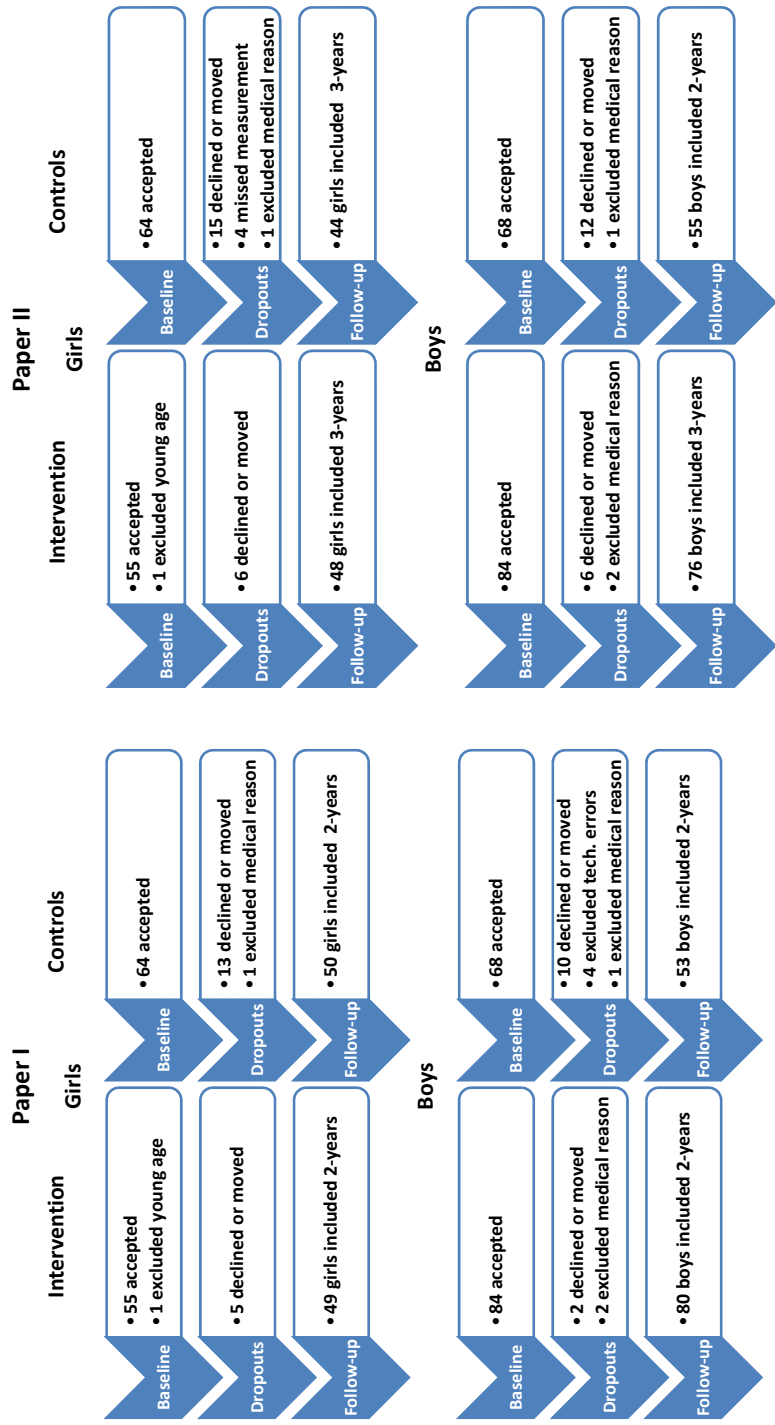 Paper I
Girls
Intervention
Controls
Baseline
• 55 accepted
• 1 excluded young age
Dropouts
• 5 declined or moved
Follow-up
• 49 girls included 2-years
Baseline
• 64 accepted
Dropouts
• 13 declined or moved
• 1 excluded medical reason
Follow-up
• 50 girls included 2-years
Boys
Baseline
• 84 accepted
Dropouts
• 2 declined or moved
• 2 excluded medical reason
Follow-up
• 80 boys included 2-years
Baseline
• 68 accepted
Dropouts
• 10 declined or moved
• 4 excluded tech. errors
• 1 excluded medical reason
Follow-up
• 53 boys included 2-years
Paper II
Girls
Intervention
Controls
Baseline
• 55 accepted
• 1 excluded young age
Dropouts
• 6 declined or moved
Follow-up
• 48 girls included 3-years
Baseline
• 64 accepted
Dropouts
• 15 declined or moved
• 4 missed measurement
• 1 excluded medical reason
Follow-up
• 44 girls included 3-years
Boys
Baseline
• 84 accepted
Dropouts
• 6 declined or moved
• 2 excluded medical reason
Follow-up
• 76 boys included 3-years
Baseline
• 68 accepted
Dropouts
• 12 declined or moved
• 1 excluded medical reason
Follow-up
• 55 boys included 2-years